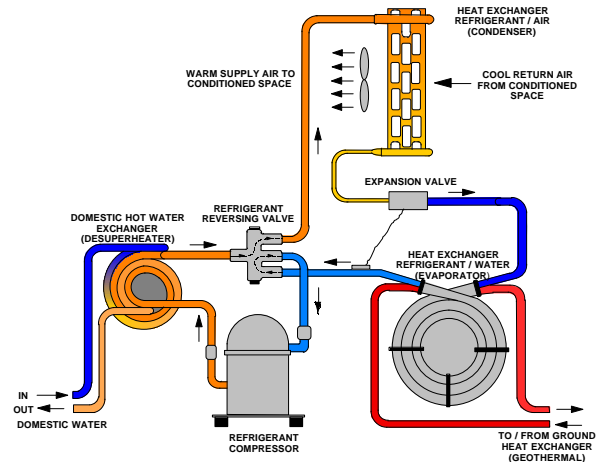 HEAT EXCHANGER
REFRIGERANT / AIR
(CONDENSER)
WARM SUPPLY AIR TO
CONDITIONED SPACE
COOL RETURN AIR
FROM CONDITIONED
SPACE
EXPANSION VALVE
REFRIGERANT
REVERSING VALVE
DOMESTIC HOT WATER
EXCHANGER
(DESUPERHEATER)
HEAT EXCHANGER
REFRIGERANT / WATER
(EVAPORATOR)
IN
OUT
DOMESTIC WATER
REFRIGERANT
COMPRESSOR
TO / FROM GROUND
HEAT EXCHANGER
(GEOTHERMAL)